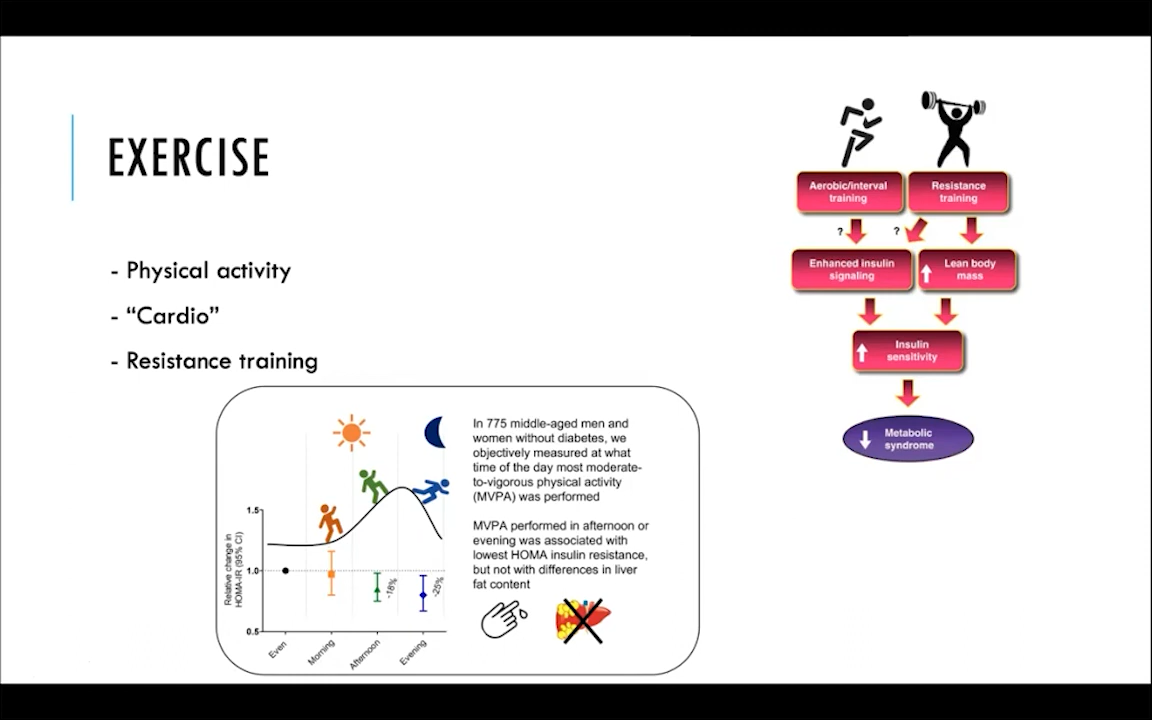 EXERCISE
- Physical activity
- “Cardio”
- Resistance training
Aerobic/interval
training
Resistance
training
?
?
Enhanced insulin
signaling
Lean body
mass
Insulin
sensitivity
Metabolic
syndrome
Relative change in
HOMA-IR (95% CI)
1.5
1.0
0.5
-18%
-25%
Even
Morning
Afternoon
Evening
In 775 middle-aged men and
women without diabetes, we
objectively measured at what
time of the day most moderate-
to-vigorous physical activity
(MVPA) was performed
MVPA performed in afternoon or
evening was associated with
lowest HOMA insulin resistance,
but not with differences in liver
fat content